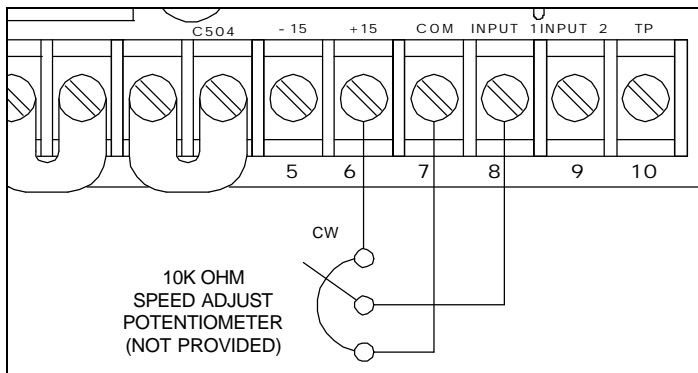 C504 - 15 +15 COM INPUT 1 INPUT 2 TP
5 6 7 8 9 10
CW
10K OHM
SPEED ADJUST
POTENTIOMETER
(NOT PROVIDED)